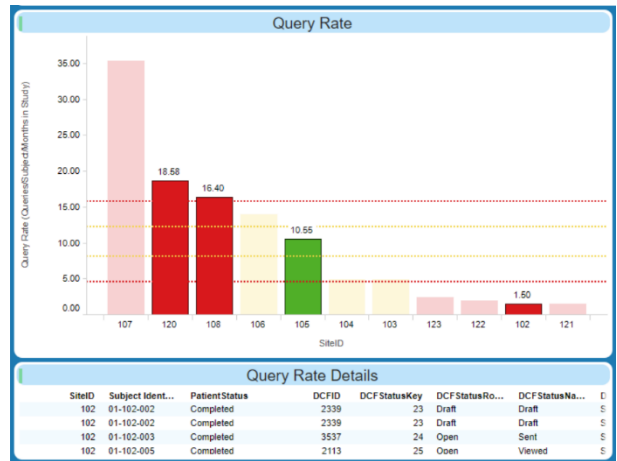 Query Rate
Query Rate (Queries/Subject/Months in Study)
35.00
30.00
25.00
20.00
15.00
10.00
5.00
0.00
18.58
16.40
10.55
1.50
107 120 108 106 105 104 103 123 122 102 121
SiteID
Query Rate Details
SiteID Subject Ident... PatientStatus DCFID DCFStatusKey DCFStatusRo... DCFStatusNa... D
102 01-102-002 Completed 2339 23 Draft Draft S
102 01-102-002 Completed 2339 23 Draft Draft S
102 01-102-003 Completed 3537 24 Open Sent S
102 01-102-005 Completed 2113 25 Open Viewed S